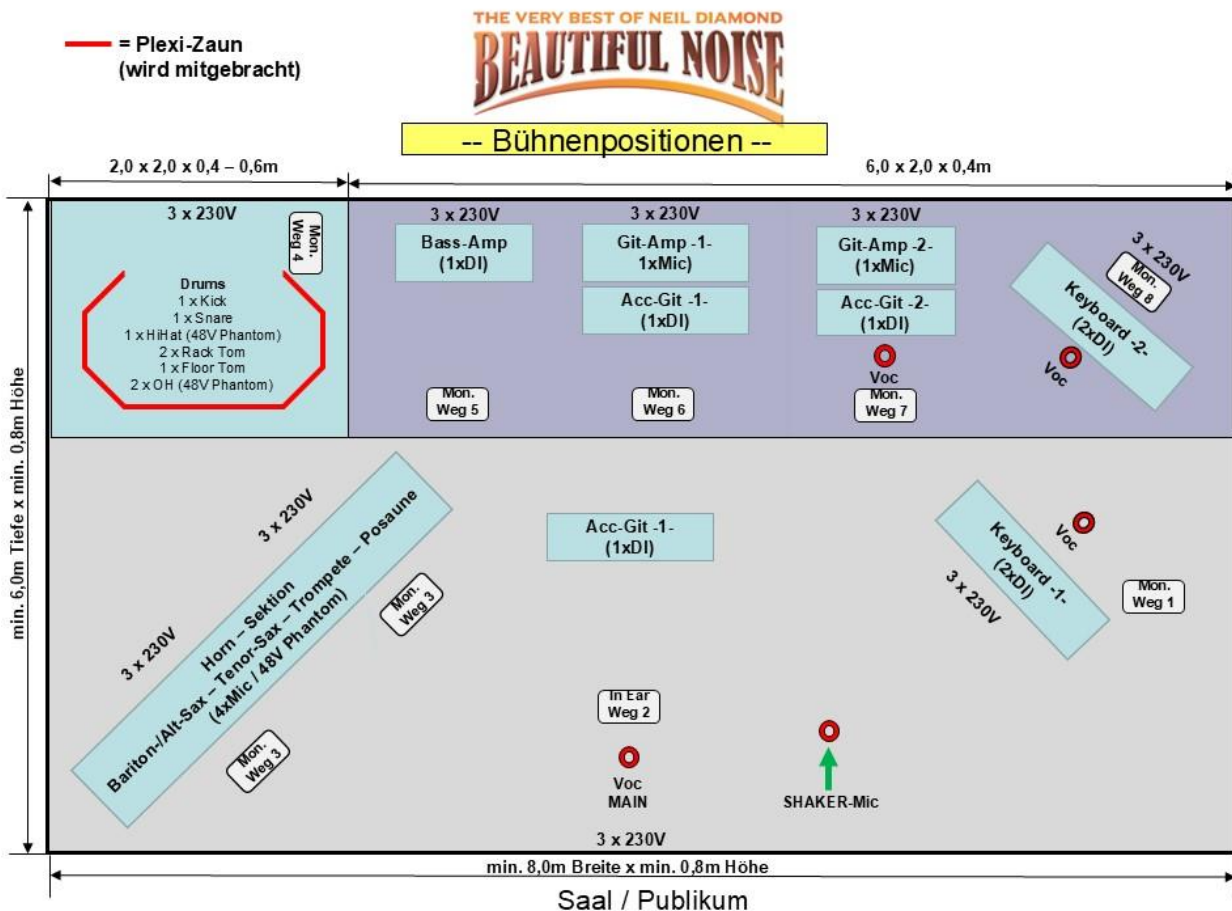 = Plexi-Zaun
(wird mitgebracht)
THE VERY BEST OF NEIL DIAMOND
BEAUTIFUL NOISE
-- Bühnenpositionen --
2,0 x 2,0 x 0,4 – 0,6m
6,0 x 2,0 x 0,4m
min. 6,0m Tiefe x min. 0,8m Höhe
3 x 230V
Mon.
Weg 4
Drums
1 x Kick
1 x Snare
1 x HiHat (48V Phantom)
2 x Rack Tom
1 x Floor Tom
2 x OH (48V Phantom)
3 x 230V
Bass-Amp
(1xDI)
Mon.
Weg 5
3 x 230V
Git-Amp -1-
1xMic)
Acc-Git -1-
(1xDI)
Mon.
Weg 6
3 x 230V
Git-Amp -2-
(1xMic)
Acc-Git -2-
(1xDI)
Voc
Mon.
Weg 7
3 x 230V
Mon.
Weg 8
Keyboard -2-
(2xDI)
Voc
3 x 230V
3 x 230V
Horn – Sektion
Bariton-/Alt-Sax – Tenor-Sax – Trompete – Posaune
(4xMic / 48V Phantom)
Mon.
Weg 3
Mon.
Weg 3
Acc-Git -1-
(1xDI)
Voc
Keyboard -1-
(2xDI)
3 x 230V
Mon.
Weg 1
In Ear
Weg 2
Voc
MAIN
SHAKER-Mic
3 x 230V
min. 8,0m Breite x min. 0,8m Höhe
Saal / Publikum